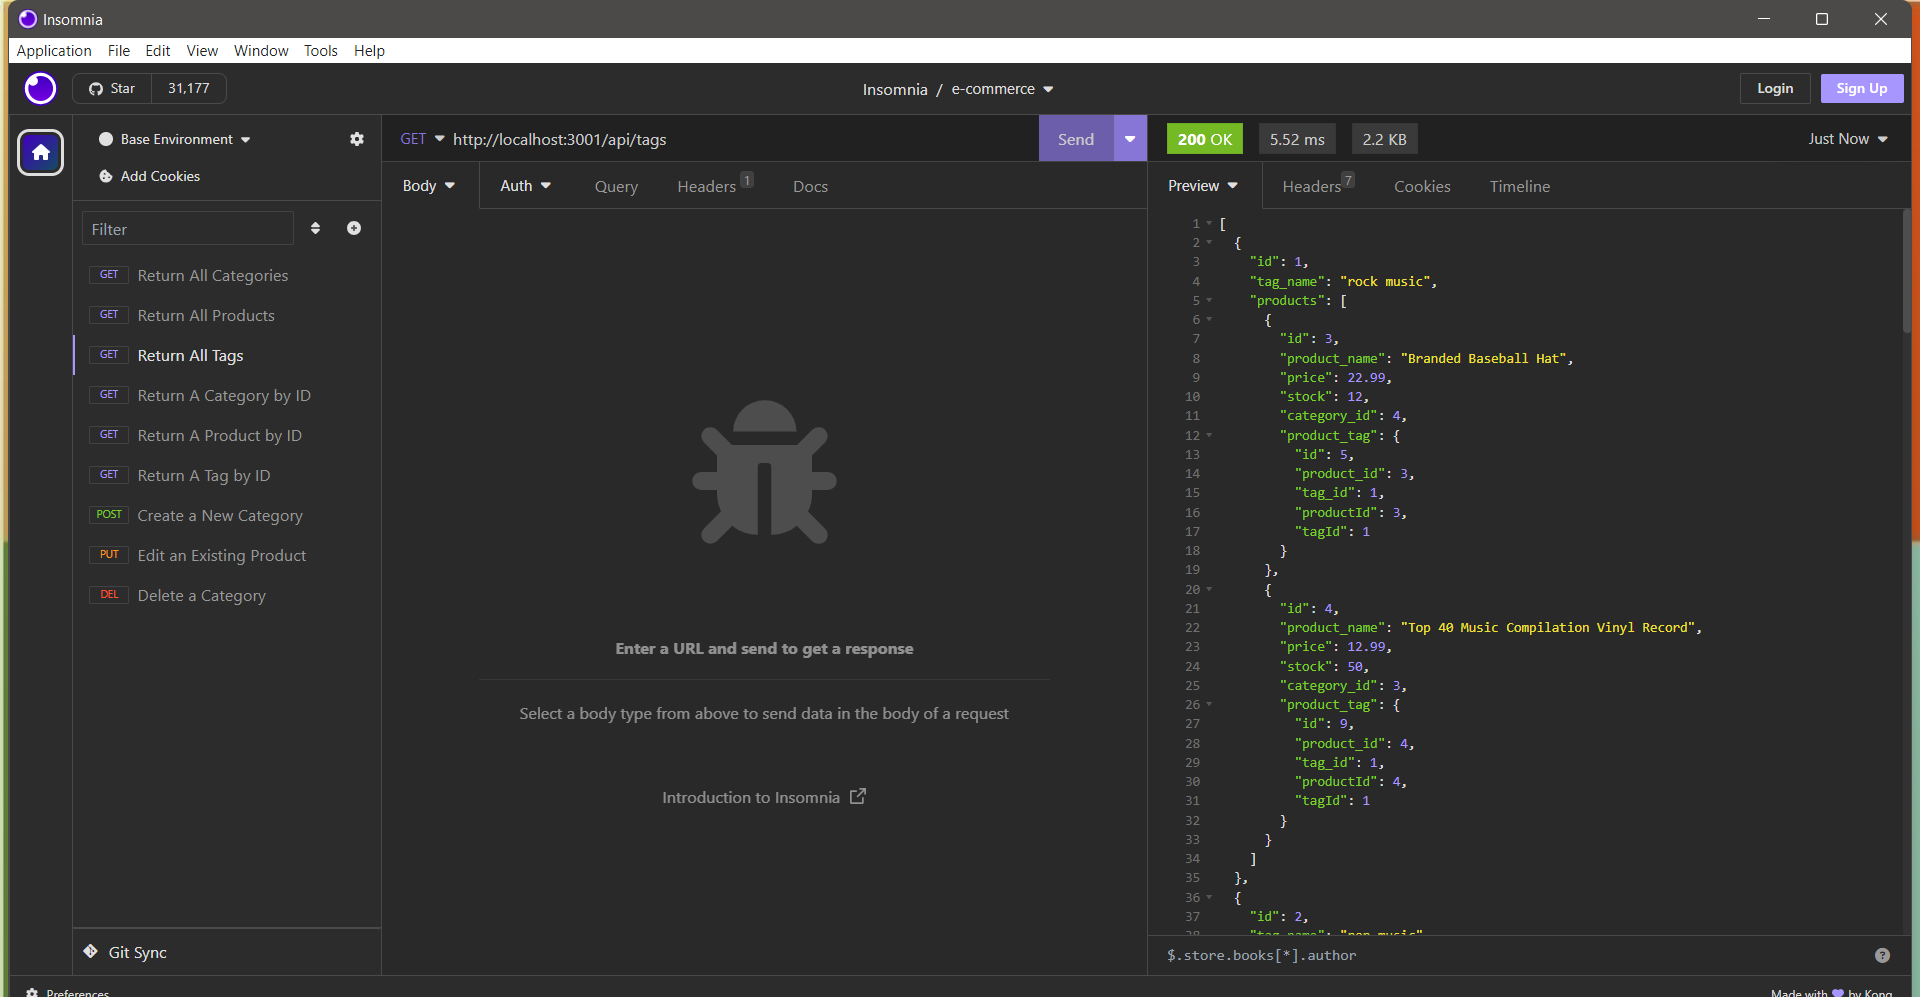 Insomnia
Application File Edit View Window Tools Help
Star 31,177
Insomnia / e-commerce
Login Sign Up
Base Environment
Add Cookies
Filter
GET Return All Categories
GET Return All Products
GET Return All Tags
GET Return A Category by ID
GET Return A Product by ID
GET Return A Tag by ID
POST Create a New Category
PUT Edit an Existing Product
DEL Delete a Category
Git Sync
Preferences
GET http://localhost:3001/api/tags Send
Body Auth Query Headers 1 Docs
Enter a URL and send to get a response
Select a body type from above to send data in the body of a request
Introduction to Insomnia
200 OK 5.52 ms 2.2 KB Just Now
Preview Headers 7 Cookies Timeline
1 [
2 {
3 "id": 1,
4 "tag_name": "rock music",
5 "products": [
6 {
7 "id": 3,
8 "product_name": "Branded Baseball Hat",
9 "price": 22.99,
10 "stock": 12,
11 "category_id": 4,
12 "product_tag": {
13 "id": 5,
14 "product_id": 3,
15 "tag_id": 1,
16 "productId": 3,
17 "tagId": 1
18 }
19 },
20 {
21 "id": 4,
22 "product_name": "Top 40 Music Compilation Vinyl Record",
23 "price": 12.99,
24 "stock": 50,
25 "category_id": 3,
26 "product_tag": {
27 "id": 9,
28 "product_id": 4,
29 "tag_id": 1,
30 "productId": 4,
31 "tagId": 1
32 }
33 }
34 ]
35 },
36 {
37 "id": 2,
38 "tag_name": "pop music"
$.store.books[*].author
Made with 💜 by Kong